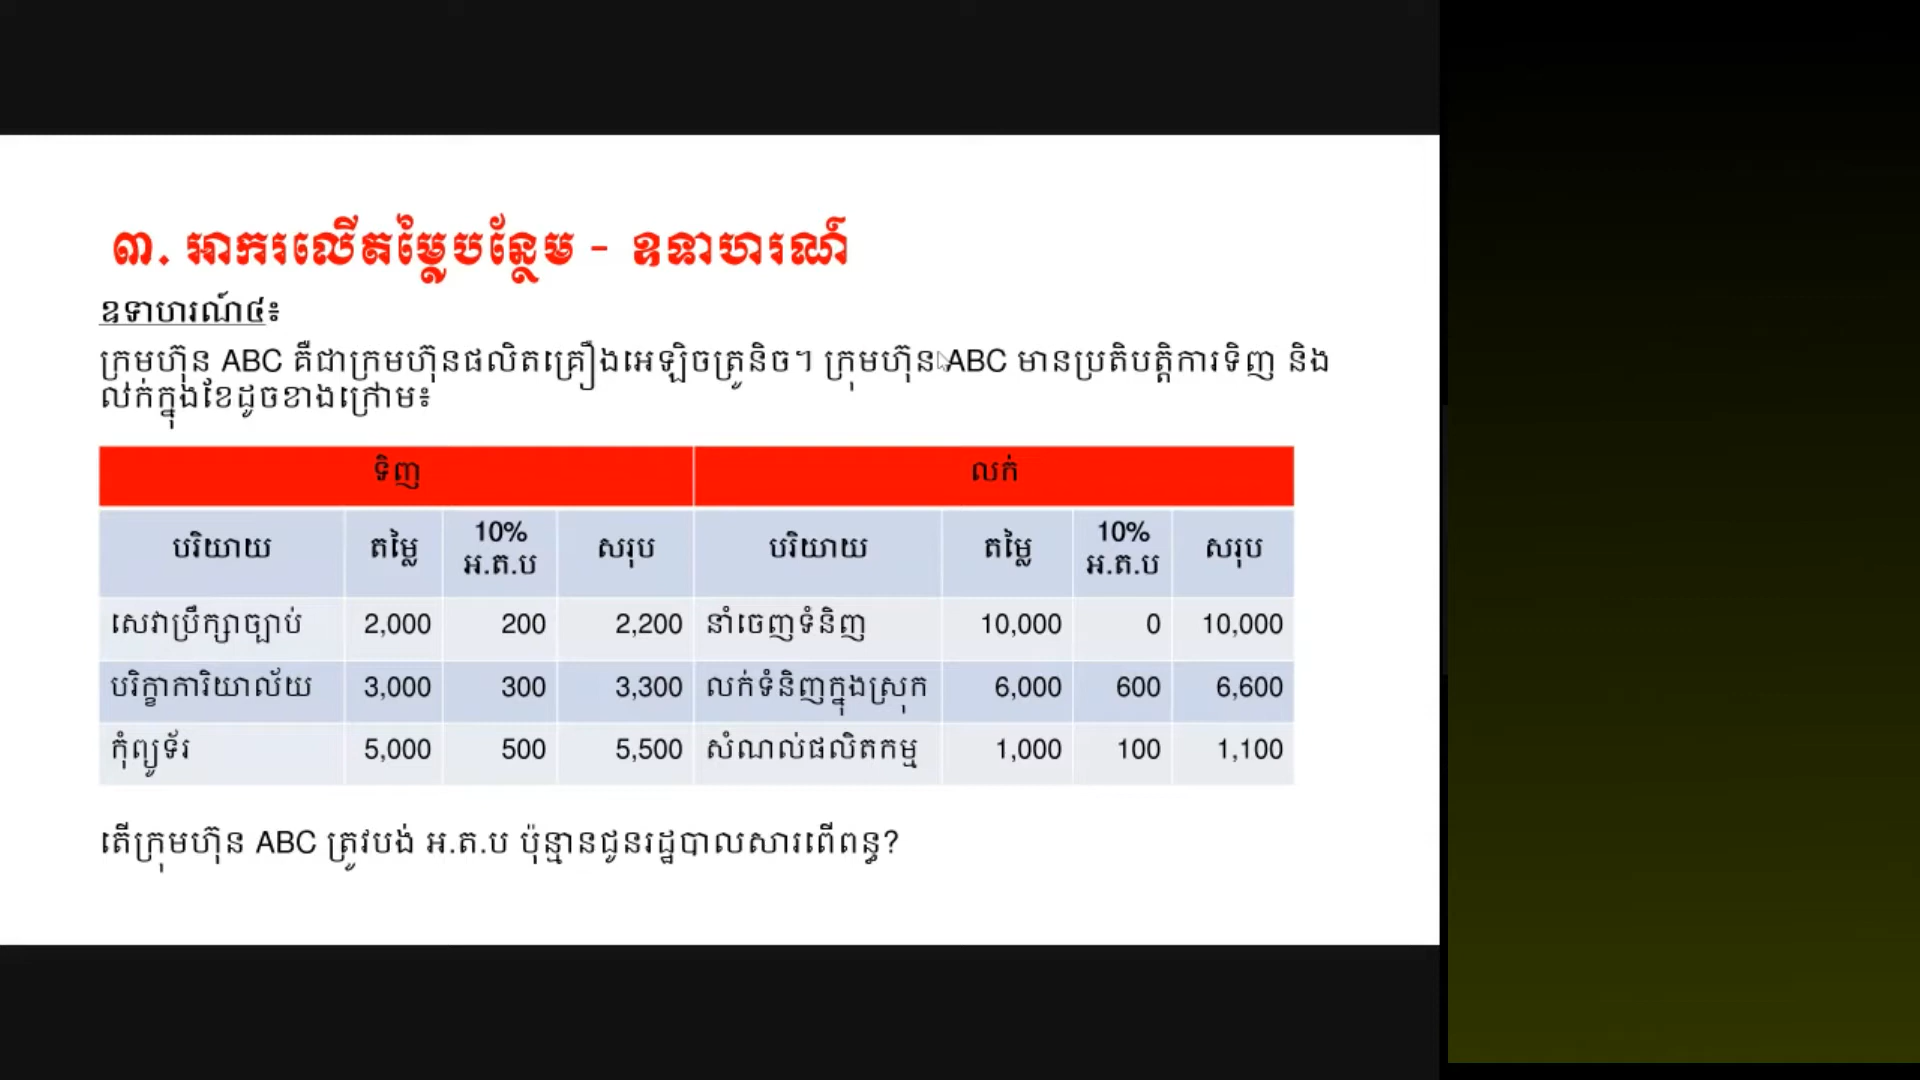 ៣. អាករលើតម្លៃបន្ថែម - ឧទាហរណ៍
ឧទាហរណ៍៤៖
ក្រុមហ៊ុន ABC គឺជាក្រុមហ៊ុនផលិតគ្រឿងអេឡិចត្រូនិច។ ក្រុមហ៊ុន ABC មានប្រតិបត្តិការទិញ និង
លក់ក្នុងខែដូចខាងក្រោម៖
ទិញ លក់
បរិយាយ តម្លៃ 10% អ.ត.ប សរុប បរិយាយ តម្លៃ 10% អ.ត.ប សរុប
សេវាប្រឹក្សាច្បាប់ 2,000 200 2,200 នាំចេញទំនិញ 10,000 0 10,000
បរិក្ខាការិយាល័យ 3,000 300 3,300 លក់ទំនិញក្នុងស្រុក 6,000 600 6,600
កុំព្យូទ័រ 5,000 500 5,500 សំណល់ផលិតកម្ម 1,000 100 1,100
តើក្រុមហ៊ុន ABC ត្រូវបង់ អ.ត.ប ប៉ុន្មានជូនរដ្ឋបាលសារពើពន្ធ?